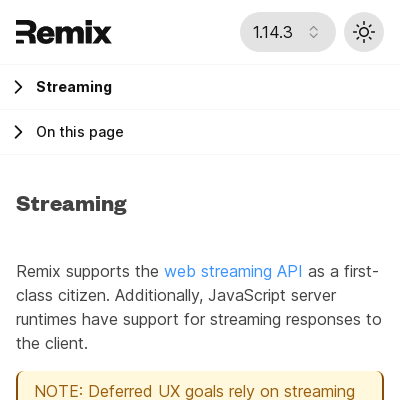 Remix
1.14.3
Streaming
On this page
Streaming
Remix supports the web streaming API as a first-
class citizen. Additionally, JavaScript server
runtimes have support for streaming responses to
the client.
NOTE: Deferred UX goals rely on streaming